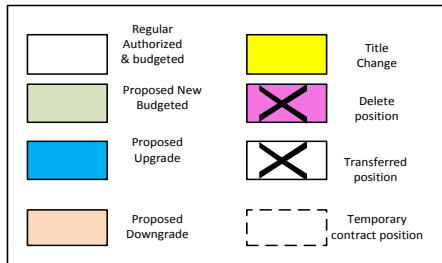 Regular
Authorized
& budgeted
Title
Change
Proposed New
Budgeted
Delete
position
Proposed
Upgrade
Transferred
position
Proposed
Downgrade
Temporary
contract position